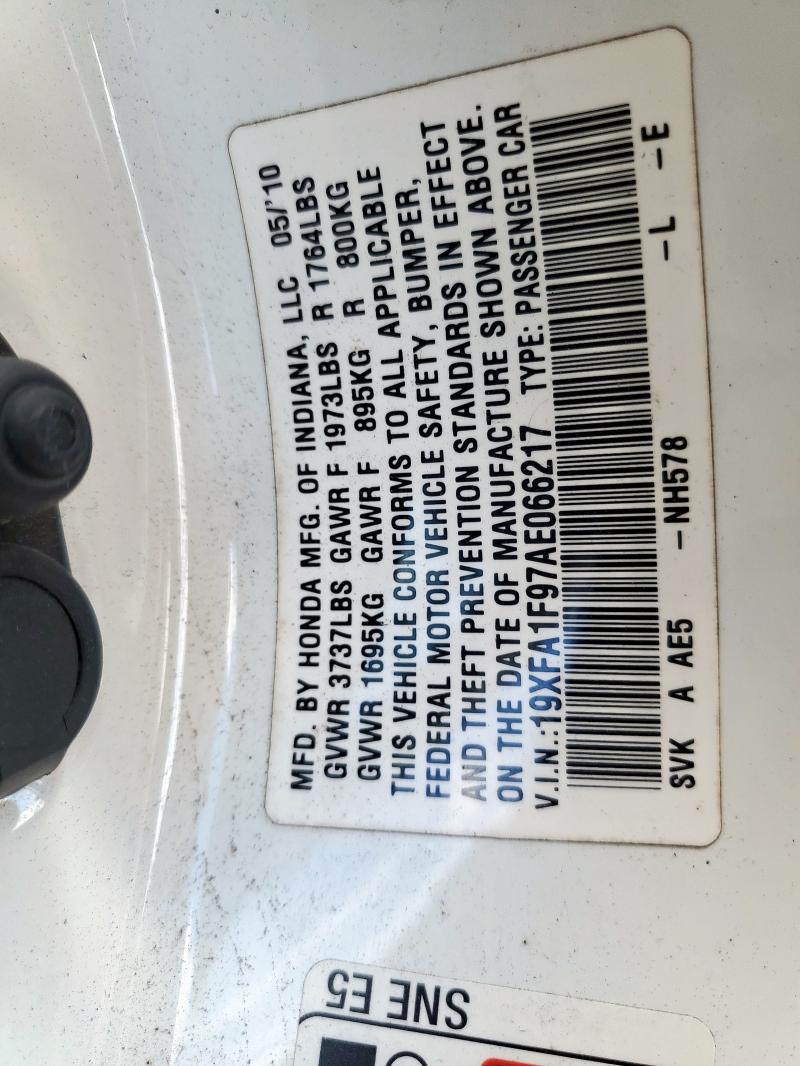 MFD. BY HONDA MFG. OF INDIANA, LLC 05/'10
GVWR 3737LBS GAWR F 1973LBS R 1764LBS
GVWR 1695KG GAWR F 895KG R 800KG
THIS VEHICLE CONFORMS TO ALL APPLICABLE
FEDERAL MOTOR VEHICLE SAFETY, BUMPER,
AND THEFT PREVENTION STANDARDS IN EFFECT
ON THE DATE OF MANUFACTURE SHOWN ABOVE.
V.I.N.:19XFA1F97AE066217 TYPE: PASSENGER CAR
SVK A AE5 -NH578 -L -E
SNE E5